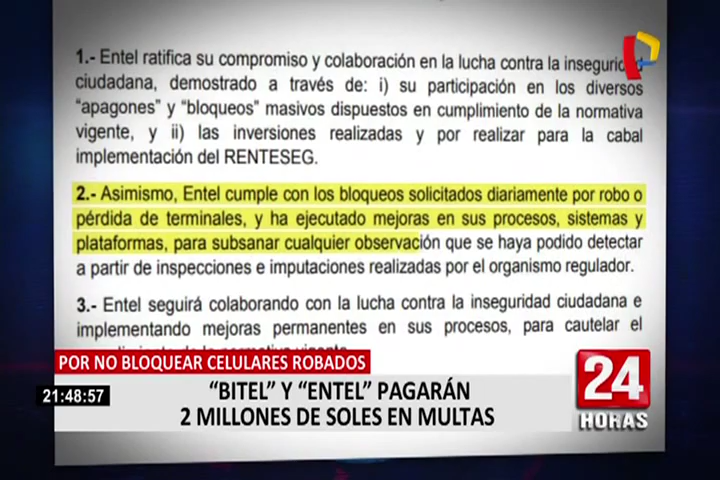 1.- Entel ratifica su compromiso y colaboración en la lucha contra la inseguridad
ciudadana, demostrado a través de: i) su participación en los diversos
“apagones” y “bloqueos” masivos dispuestos en cumplimiento de la normativa
vigente, y ii) las inversiones realizadas y por realizar para la cabal
implementación del RENTESEG.
2.- Asimismo, Entel cumple con los bloqueos solicitados diariamente por robo o
pérdida de terminales, y ha ejecutado mejoras en sus procesos, sistemas y
plataformas, para subsanar cualquier observación que se haya podido detectar
a partir de inspecciones e imputaciones realizadas por el organismo regulador.
3.- Entel seguirá colaborando con la lucha contra la inseguridad ciudadana e
implementando mejoras permanentes en sus procesos, para cautelar el
POR NO BLOQUEAR CELULARES ROBADOS
21:48:57
“BITEL” Y “ENTEL” PAGARÁN
2 MILLONES DE SOLES EN MULTAS
24
HORAS